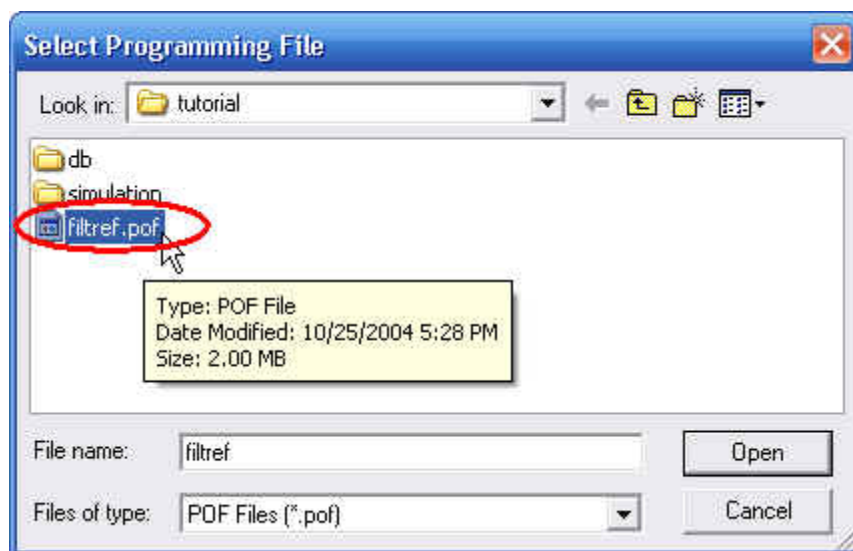 Select Programming File
Look in: tutorial
db
simulation
filtref.pof
Type: POF File
Date Modified: 10/25/2004 5:28 PM
Size: 2.00 MB
File name: filtref Open
Files of type: POF Files (*.pof) Cancel